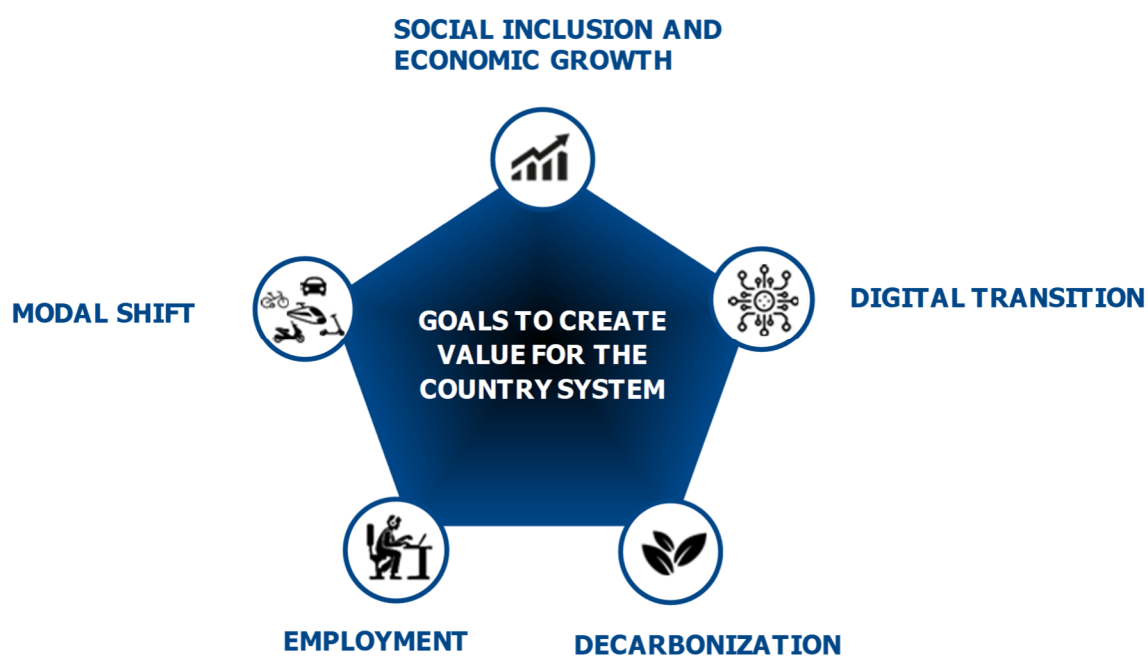 SOCIAL INCLUSION AND
ECONOMIC GROWTH
MODAL SHIFT
GOALS TO CREATE
VALUE FOR THE
COUNTRY SYSTEM
DIGITAL TRANSITION
EMPLOYMENT
DECARBONIZATION